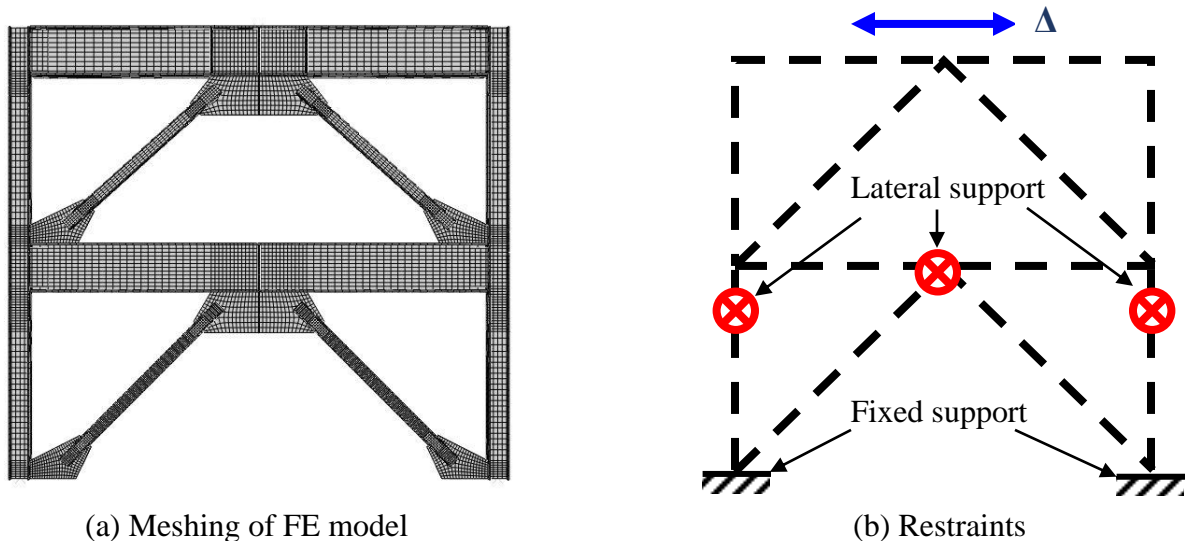 Δ
Lateral support
Fixed support
(a) Meshing of FE model
(b) Restraints